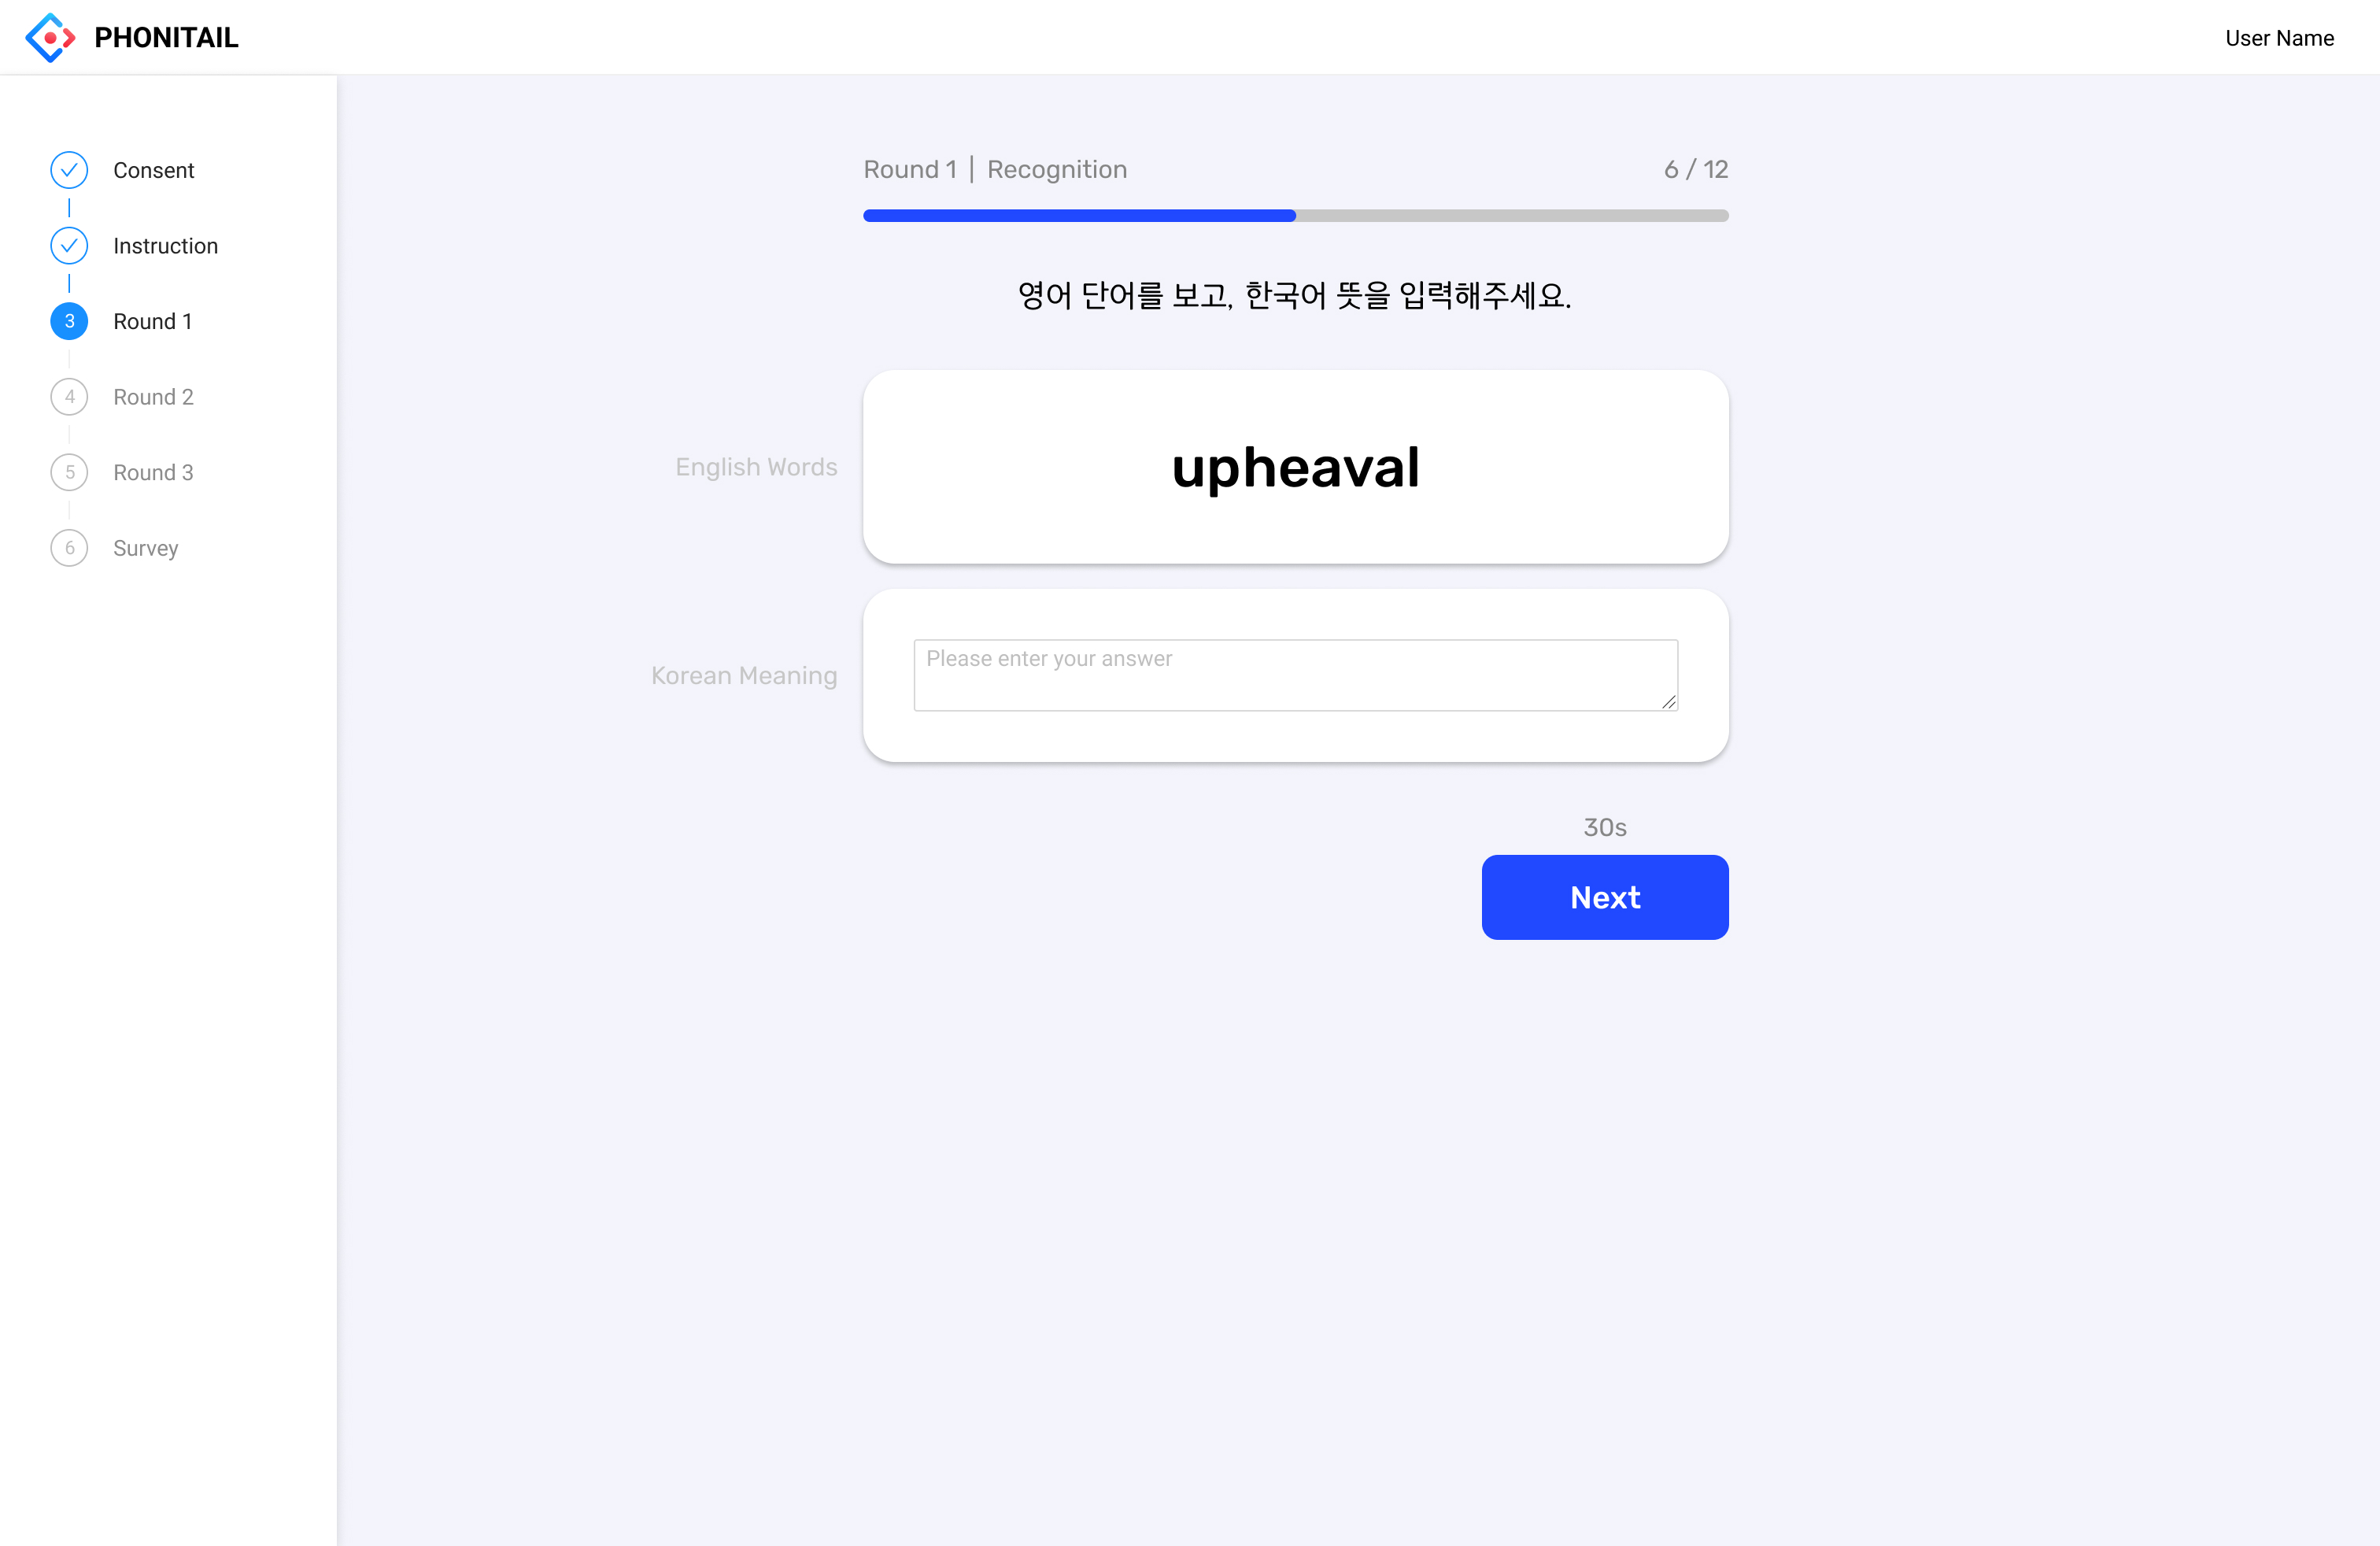 PHONITAIL
User Name
Consent
Instruction
3 Round 1
4 Round 2
5 Round 3
6 Survey
Round 1 | Recognition 6 / 12
영어 단어를 보고, 한국어 뜻을 입력해주세요.
English Words
upheaval
Korean Meaning
Please enter your answer
30s
Next